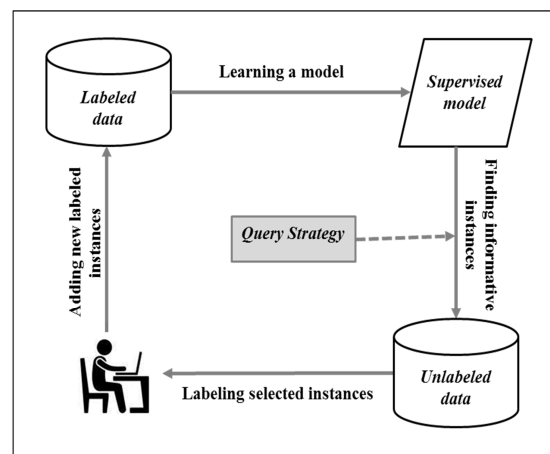 Labeled
data
Learning a model
Supervised
model
Finding informative
instances
Query Strategy
Adding new labeled
instances
Labeling selected instances
Unlabeled
data